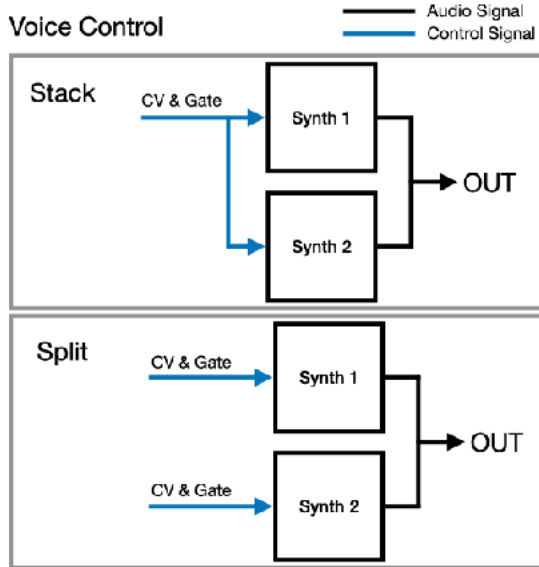 Audio Signal
Voice Control
Control Signal
Stack
CV & Gate
Synth 1
OUT
Synth 2
Split
CV & Gate
Synth 1
OUT
CV & Gate
Synth 2